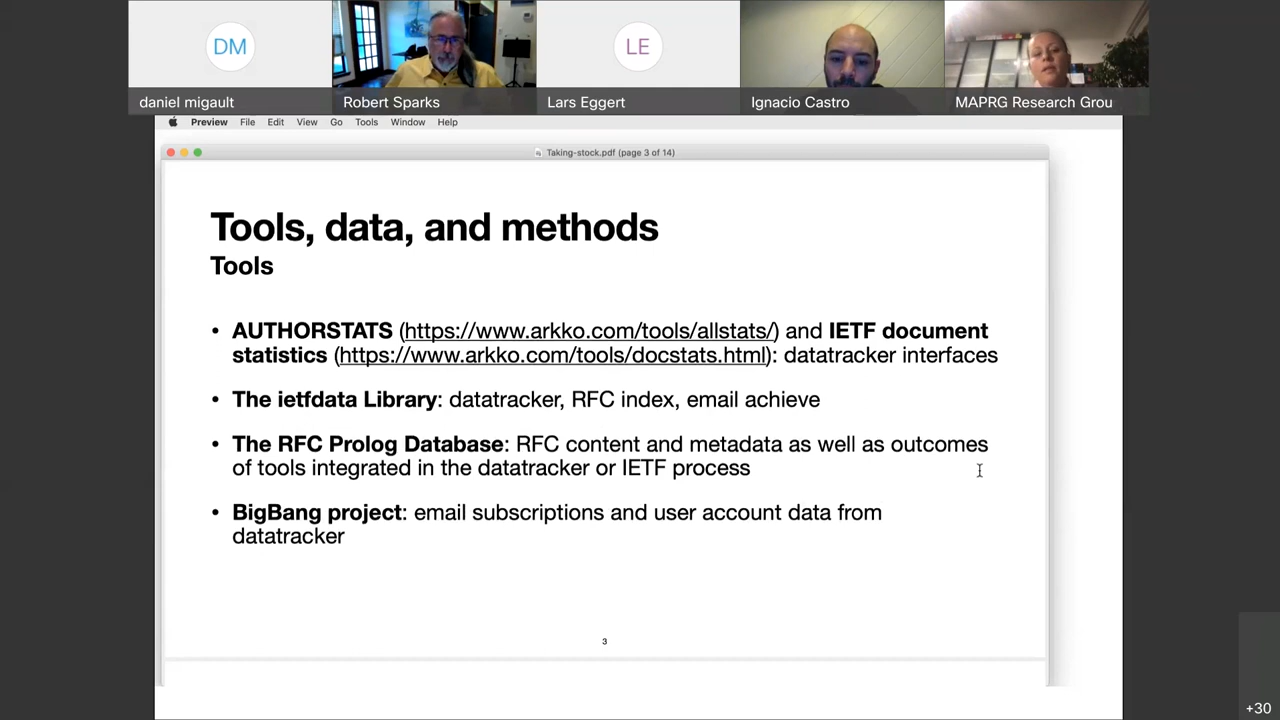 DM
LE
daniel migault
Robert Sparks
Lars Eggert
Ignacio Castro
MAPRG Research Grou
Preview File Edit View Go Tools Window Help
Taking-stock.pdf (page 3 of 14)
Tools, data, and methods
Tools
• AUTHORSTATS (https://www.arkko.com/tools/allstats/) and IETF document
statistics (https://www.arkko.com/tools/docstats.html): datatracker interfaces
• The ietfdata Library: datatracker, RFC index, email achieve
• The RFC Prolog Database: RFC content and metadata as well as outcomes
of tools integrated in the datatracker or IETF process
• BigBang project: email subscriptions and user account data from
datatracker
3
+30